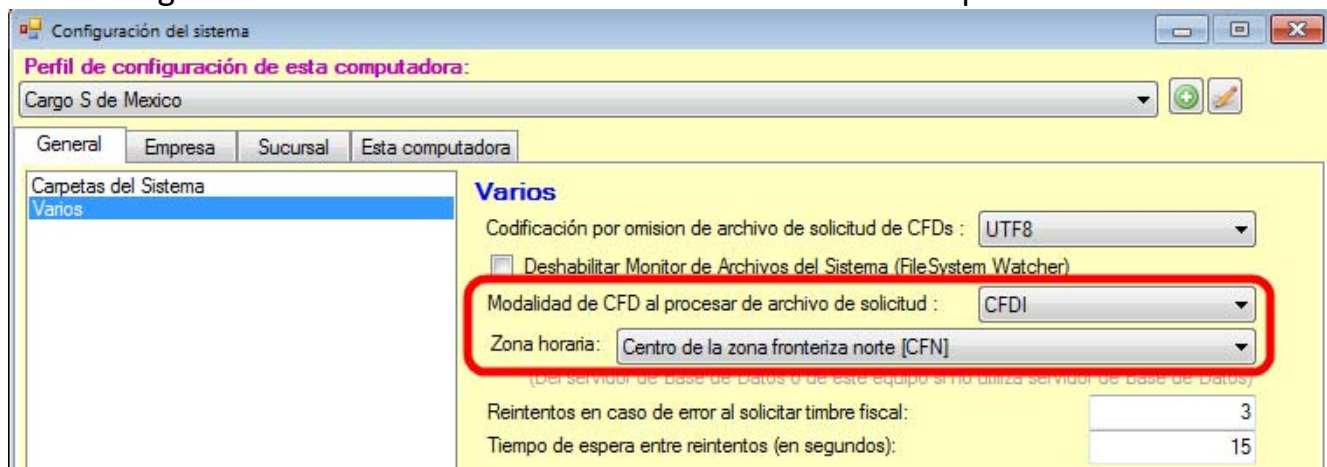 Configuración del sistema
Perfil de configuración de esta computadora:
Cargo S de Mexico
General Empresa Sucursal Esta computadora
Carpetas del Sistema
Varios
Varios
Codificación por omision de archivo de solicitud de CFDs : UTF8
Deshabilitar Monitor de Archivos del Sistema (FileSystem Watcher)
Modalidad de CFD al procesar de archivo de solicitud : CFDI
Zona horaria: Centro de la zona fronteriza norte [CFN]
(Del servidor de Base de Datos o de este equipo si no utiliza servidor de Base de Datos)
Reintentos en caso de error al solicitar timbre fiscal: 3
Tiempo de espera entre reintentos (en segundos): 15